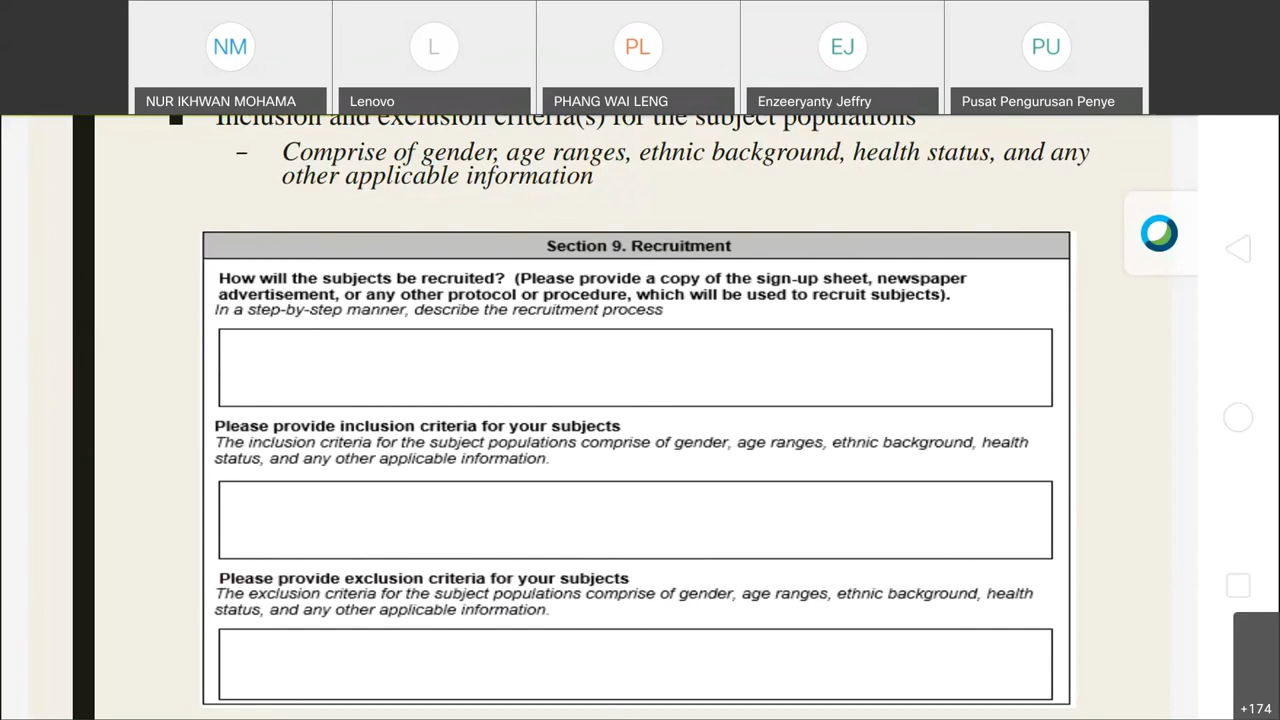 NM
L
PL
EJ
PU
NUR IKHWAN MOHAMA
Lenovo
PHANG WAI LENG
Enzeeryanty Jeffry
Pusat Pengurusan Penye
Inclusion and exclusion criteria(s) for the subject populations
– Comprise of gender, age ranges, ethnic background, health status, and any
other applicable information
Section 9. Recruitment
How will the subjects be recruited? (Please provide a copy of the sign-up sheet, newspaper
advertisement, or any other protocol or procedure, which will be used to recruit subjects).
In a step-by-step manner, describe the recruitment process
Please provide inclusion criteria for your subjects
The inclusion criteria for the subject populations comprise of gender, age ranges, ethnic background, health
status, and any other applicable information.
Please provide exclusion criteria for your subjects
The exclusion criteria for the subject populations comprise of gender, age ranges, ethnic background, health
status, and any other applicable information.
+174